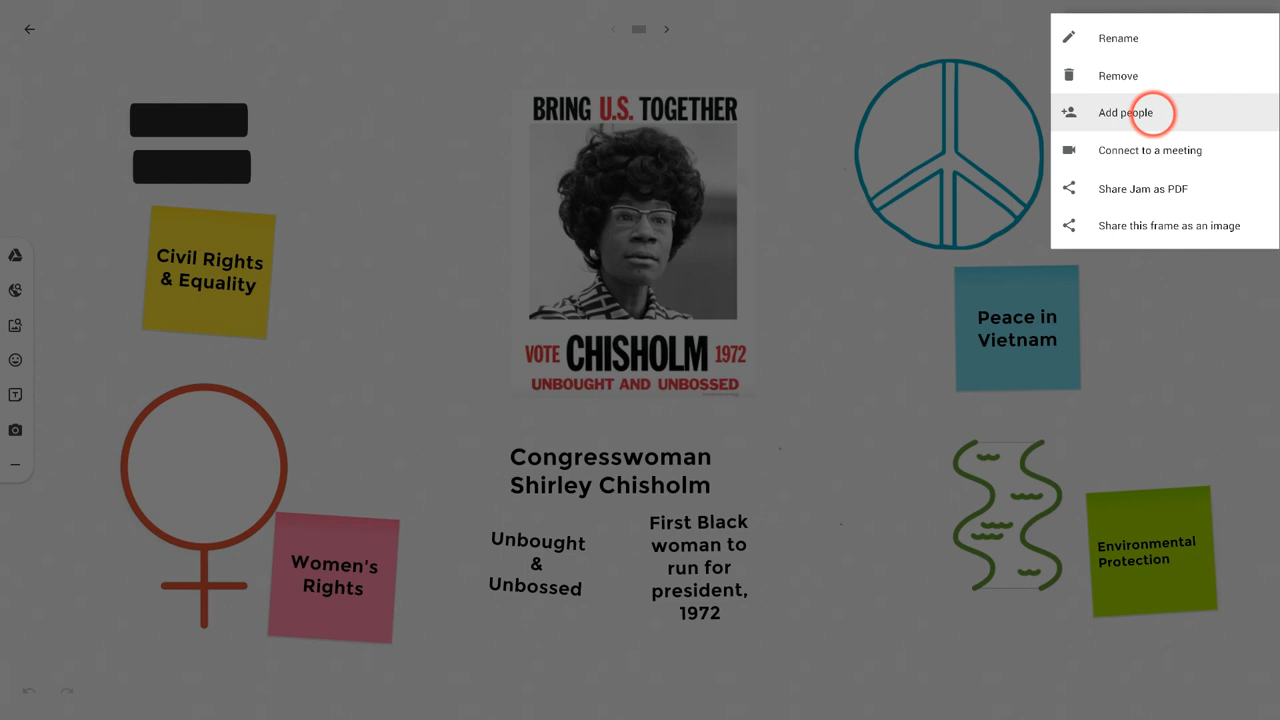 Rename
Remove
Add people
Connect to a meeting
Share Jam as PDF
Share this frame as an image
BRING U.S. TOGETHER
VOTE CHISHOLM 1972
UNBOUGHT AND UNBOSSED
Civil Rights
& Equality
Peace in
Vietnam
Congresswoman
Shirley Chisholm
Unbought
&
Unbossed
First Black
woman to
run for
president,
1972
Women's
Rights
Environmental
Protection